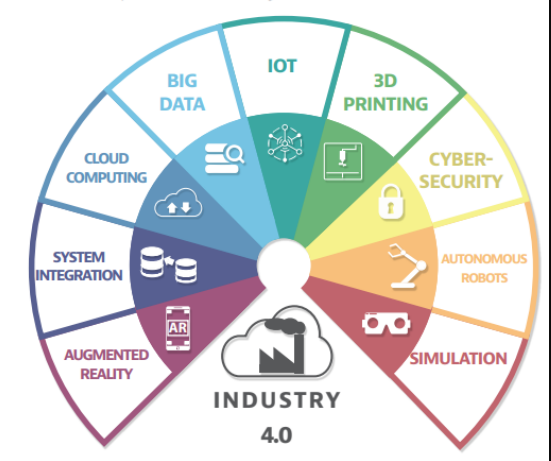 IOT
BIG
DATA
3D
PRINTING
CLOUD
COMPUTING
CYBER-
SECURITY
SYSTEM
INTEGRATION
AUTONOMOUS
ROBOTS
AR
AUGMENTED
REALITY
SIMULATION
INDUSTRY
4.0